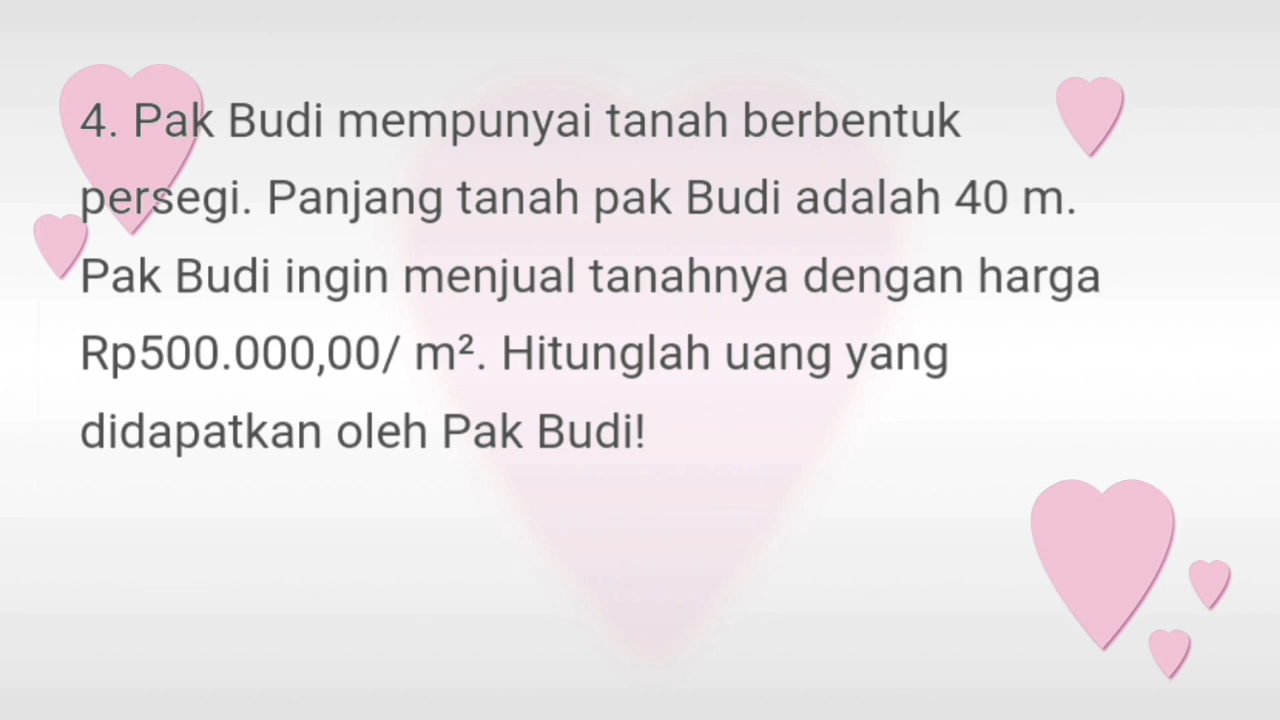 4. Pak Budi mempunyai tanah berbentuk
persegi. Panjang tanah pak Budi adalah 40 m.
Pak Budi ingin menjual tanahnya dengan harga
Rp500.000,00/ m². Hitunglah uang yang
didapatkan oleh Pak Budi!